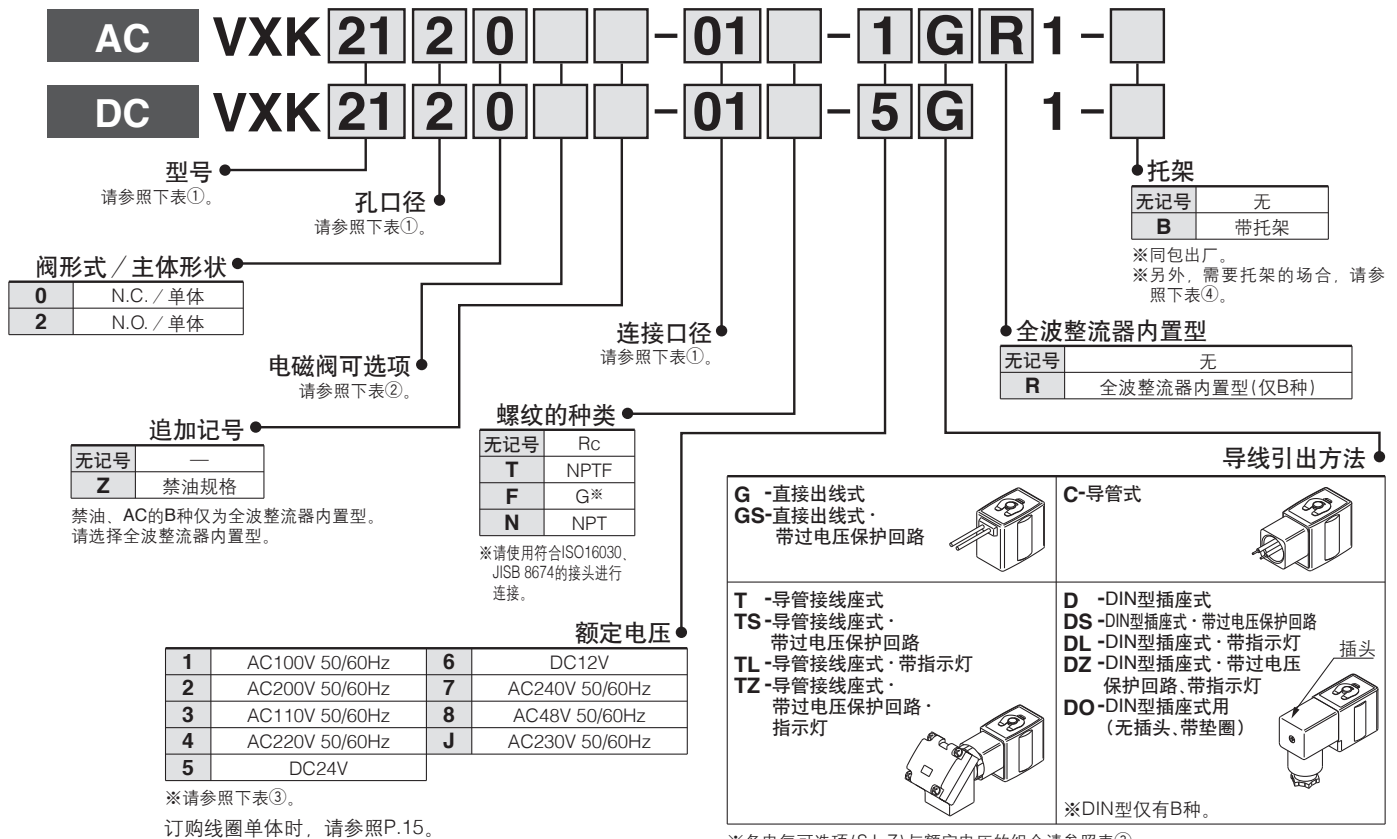 AC VXK 21 2 0 - 01 - 1 G R 1 -
DC VXK 21 2 0 - 01 - 5 G 1 -
型号
请参照下表①。
孔口径
请参照下表①。
阀形式／主体形状
0 N.C.／单体
2 N.O.／单体
电磁阀可选项
请参照下表②。
追加记号
无记号 —
Z 禁油规格
禁油、AC的B种仅为全波整流器内置型。
请选择全波整流器内置型。
连接口径
请参照下表①。
螺纹的种类
无记号 Rc
T NPTF
F G※
N NPT
※请使用符合ISO16030、
JISB 8674的接头进行
连接。
额定电压
1 AC100V 50/60Hz 6 DC12V
2 AC200V 50/60Hz 7 AC240V 50/60Hz
3 AC110V 50/60Hz 8 AC48V 50/60Hz
4 AC220V 50/60Hz J AC230V 50/60Hz
5 DC24V
※请参照下表③。
订购线圈单体时，请参照P.15。
托架
无记号 无
B 带托架
※同包出厂。
※另外，需要托架的场合，请参
照下表④。
全波整流器内置型
无记号 无
R 全波整流器内置型(仅B种)
导线引出方法
G -直接出线式
GS-直接出线式·
带过电压保护回路
C-导管式
T -导管接线座式
TS-导管接线座式·
带过电压保护回路
TL-导管接线座式·带指示灯
TZ-导管接线座式·
带过电压保护回路·
指示灯
D -DIN型插座式
DS-DIN型插座式·带过电压保护回路
DL-DIN型插座式·带指示灯
DZ-DIN型插座式·带过电压
保护回路、带指示灯
DO-DIN型插座式用
(无插头、带垫圈)
插头
※DIN型仅有B种。
※各电气可选项(S,L,Z)与额定电压的组合请参照表③。